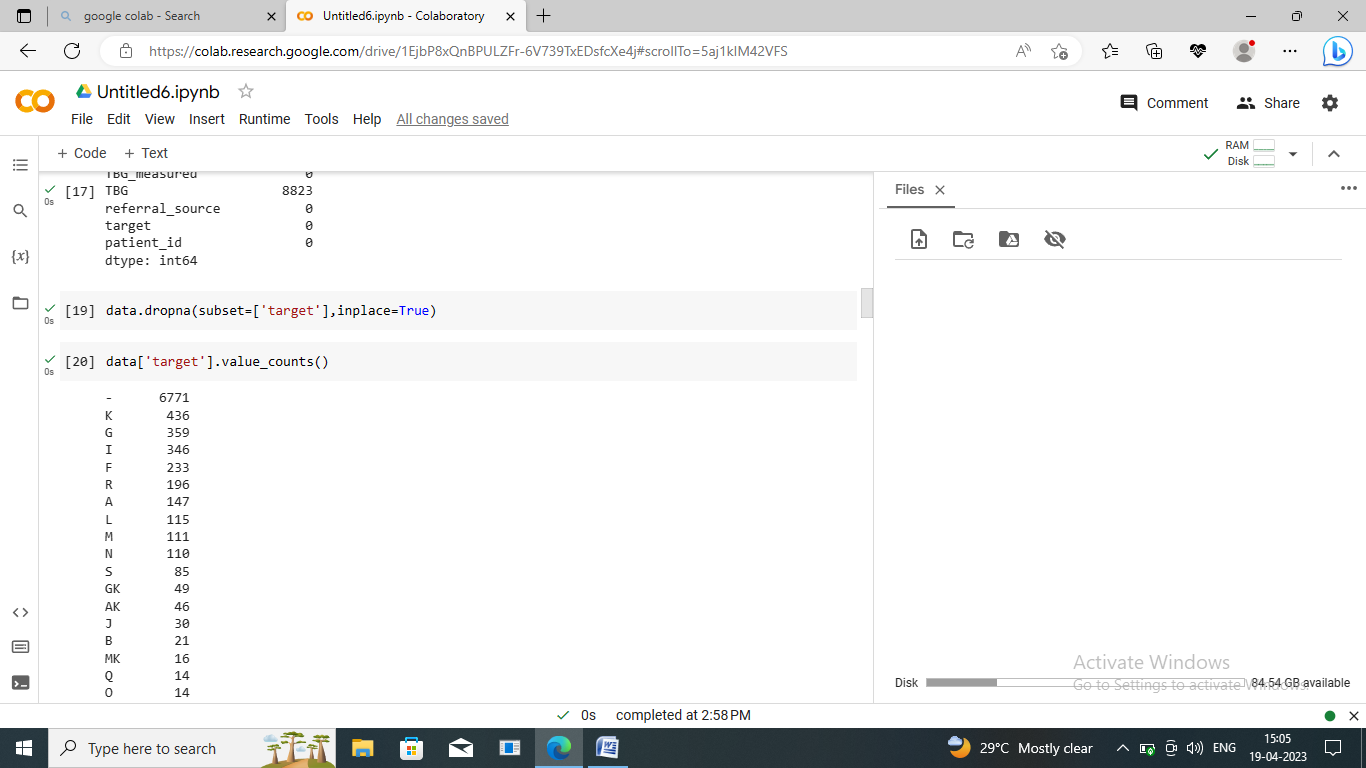 google colab - Search
Untitled6.ipynb - Colaboratory
https://colab.research.google.com/drive/1EjbP8xQnBPULZFr-6V739TxEDsfcXe4j#scrollTo=5aj1kIM42VFS
Untitled6.ipynb
File Edit View Insert Runtime Tools Help All changes saved
Comment Share
+ Code + Text
RAM
Disk
TBG_measured 0
[17] TBG 8823
0s
referral_source 0
target 0
patient_id 0
dtype: int64
[19] data.dropna(subset=['target'],inplace=True)
0s
[20] data['target'].value_counts()
0s
- 6771
K 436
G 359
I 346
F 233
R 196
A 147
L 115
M 111
N 110
S 85
GK 49
AK 46
J 30
B 21
MK 16
Q 14
O 14
Files
Activate Windows
Go to Settings to activate Windows.
Disk 84.54 GB available
0s completed at 2:58 PM
Type here to search
29°C Mostly clear
ENG
15:05
19-04-2023